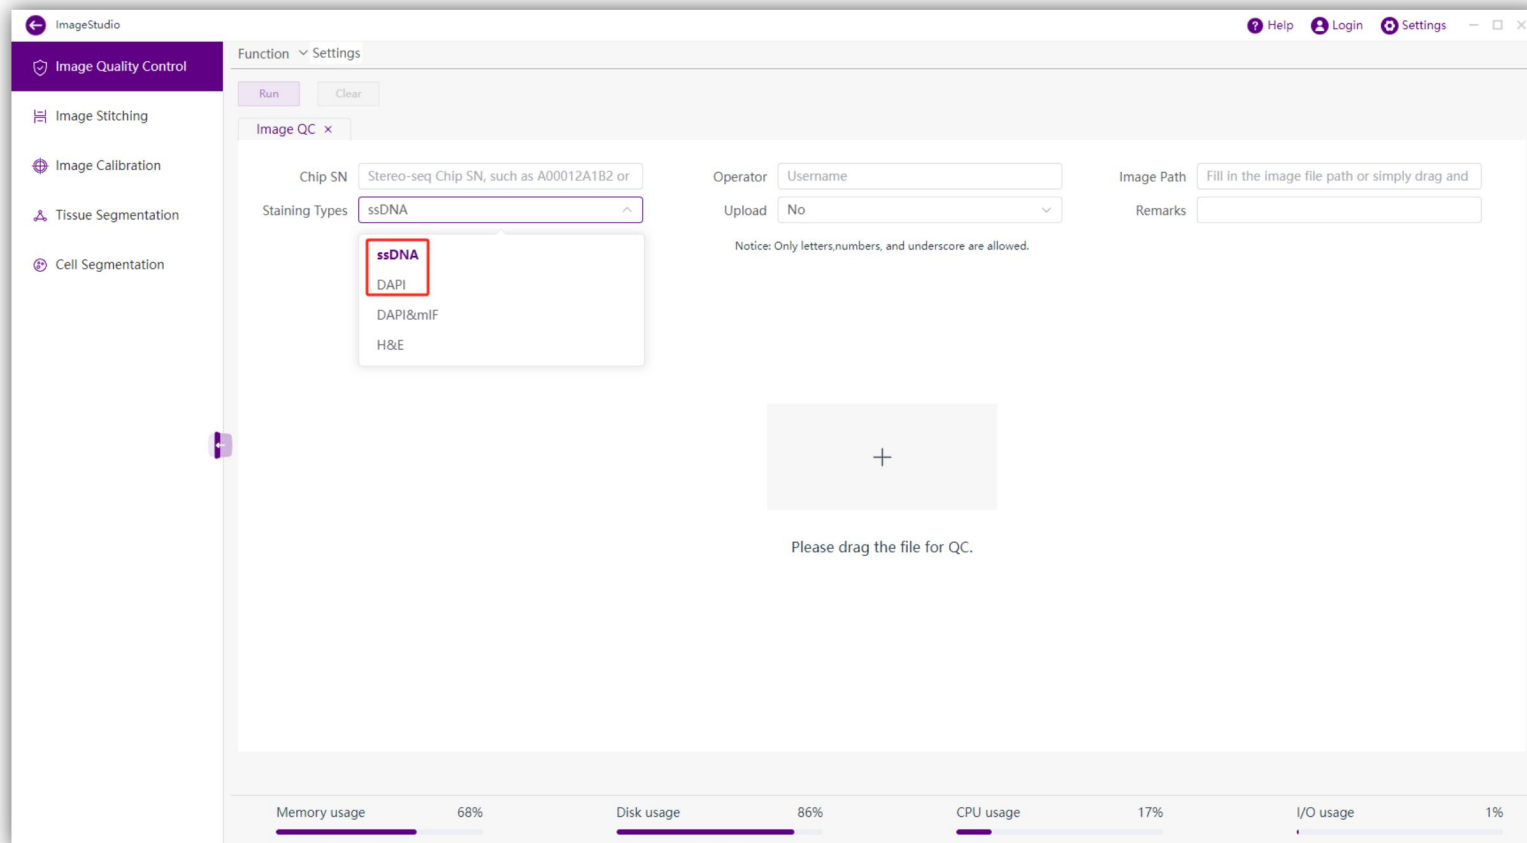 ImageStudio
Help Login Settings
Image Quality Control
Image Stitching
Image Calibration
Tissue Segmentation
Cell Segmentation
Function Settings
Run Clear
Image QC ×
Chip SN Stereo-seq Chip SN, such as A00012A1B2 or
Operator Username
Image Path Fill in the image file path or simply drag and
Staining Types ssDNA
Upload No
Remarks
Notice: Only letters,numbers, and underscore are allowed.
ssDNA
DAPI
DAPI&mIF
H&E
Please drag the file for QC.
Memory usage 68%
Disk usage 86%
CPU usage 17%
I/O usage 1%